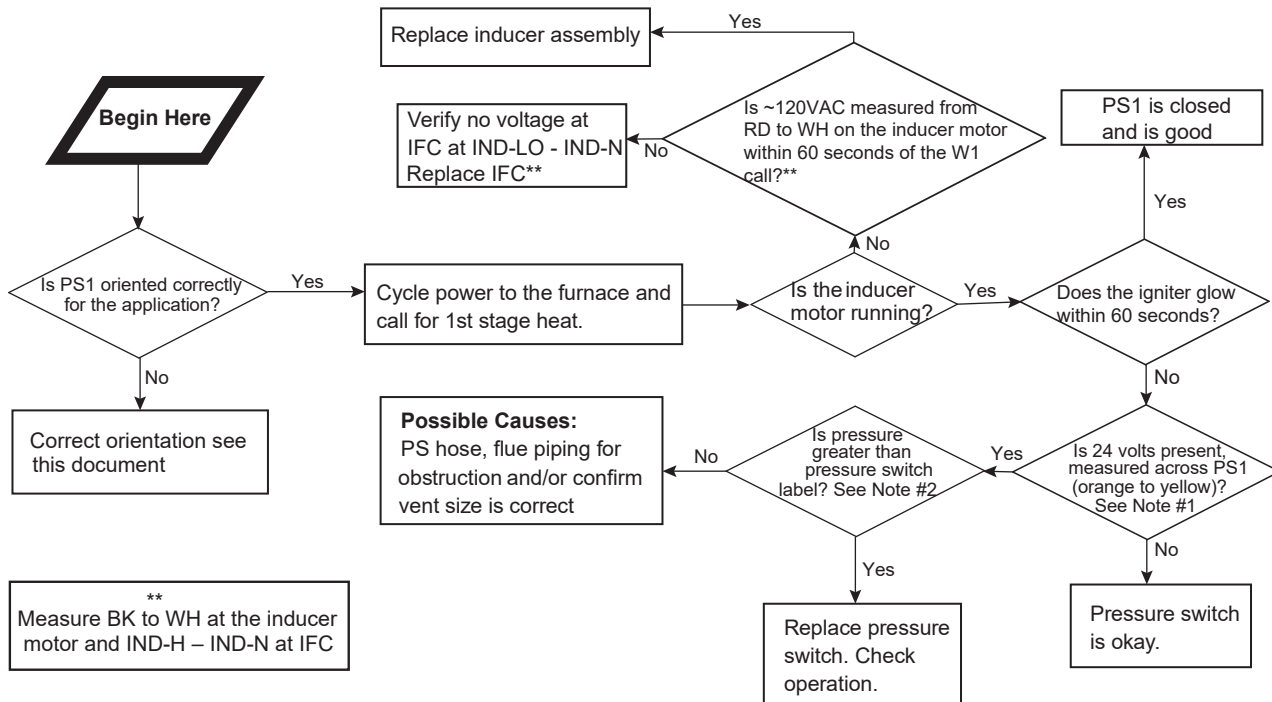 Begin Here
Is PS1 oriented correctly
for the application?
Yes
No
Correct orientation see
this document
Cycle power to the furnace and
call for 1st stage heat.
Is the inducer
motor running?
No
Yes
Is ~120VAC measured from
RD to WH on the inducer motor
within 60 seconds of the W1
call?**
Yes
Replace inducer assembly
No
Verify no voltage at
IFC at IND-LO - IND-N
Replace IFC**
Does the igniter glow
within 60 seconds?
Yes
PS1 is closed
and is good
No
Is 24 volts present,
measured across PS1
(orange to yellow)?
See Note #1
Yes
No
Pressure switch
is okay.
Is pressure
greater than
pressure switch
label? See Note #2
No
Possible Causes:
PS hose, flue piping for
obstruction and/or confirm
vent size is correct
Yes
Replace pressure
switch. Check
operation.
**
Measure BK to WH at the inducer
motor and IND-H – IND-N at IFC